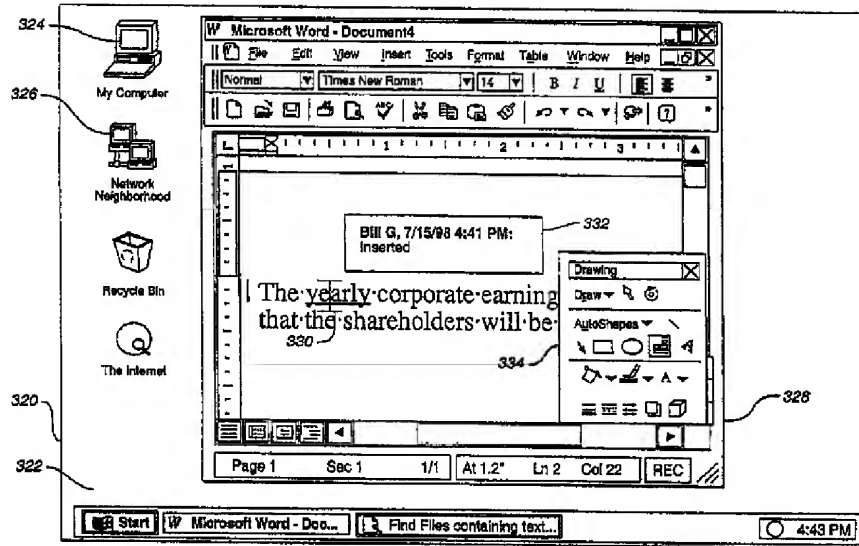 324
My Computer
326
Network
Neighborhood
Recycle Bin
The Internet
320
322
W Microsoft Word - Document4
File Edit View Insert Tools Format Table Window Help
Normal Times New Roman 14 B I U
ABC
1 2 3
Bill G, 7/15/98 4:41 PM:
Inserted
332
The·yearly·corporate·earning
that·the·shareholders·will·be·
330
Drawing
Draw
AutoShapes
A
334
328
Page 1 Sec 1 1/1 At 1.2" Ln 2 Col 22 REC
Start W Microsoft Word - Doc... Find Files containing text... 4:43 PM